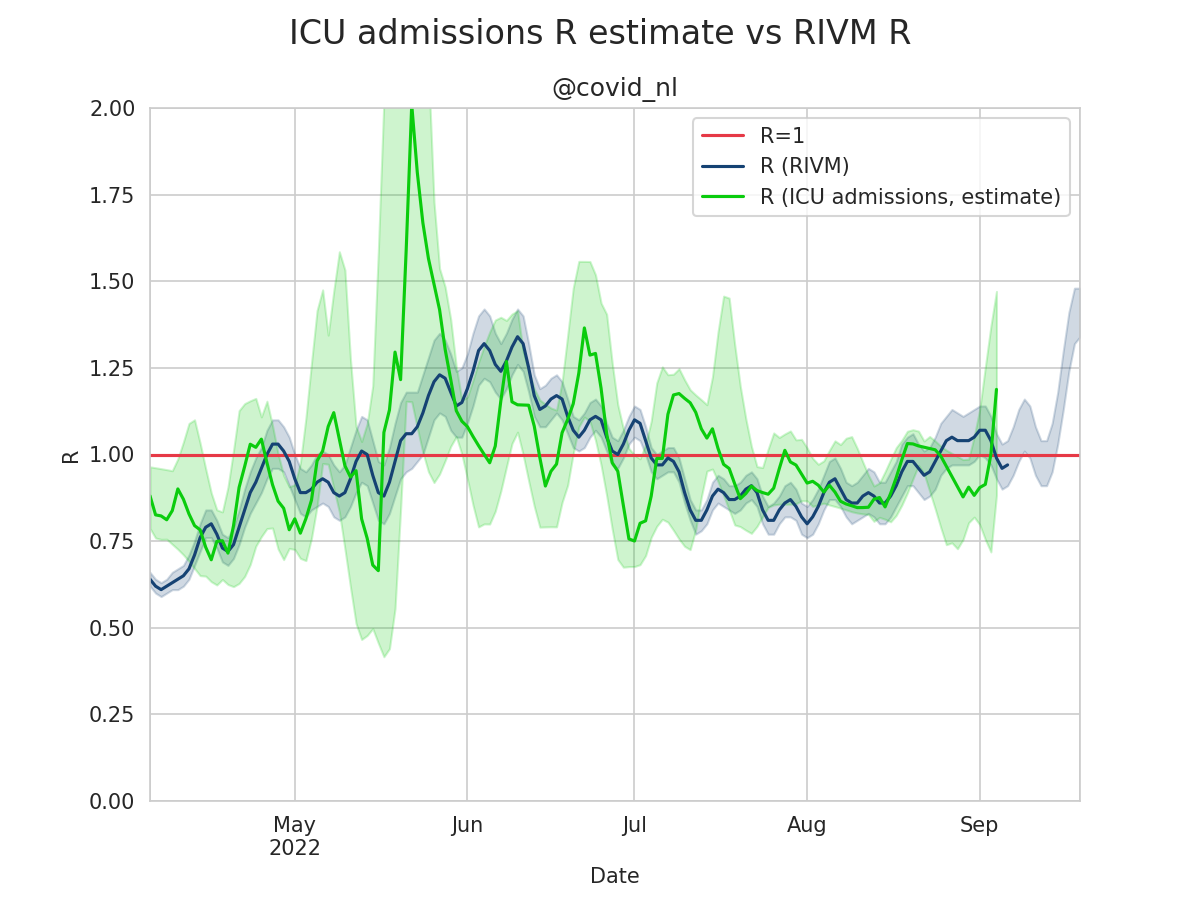 ICU admissions R estimate vs RIVM R
@covid_nl
R=1
R (RIVM)
R (ICU admissions, estimate)
2.00
1.75
1.50
1.25
1.00
0.75
0.50
0.25
0.00
R
May
2022
Jun
Jul
Aug
Sep
Date